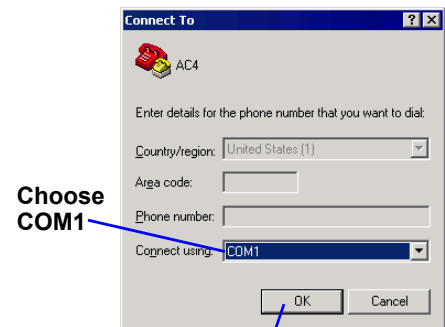 Connect To
AC4
Enter details for the phone number that you want to dial:
Country/region: United States (1)
Area code:
Phone number:
Choose
COM1
Connect using: COM1
OK Cancel